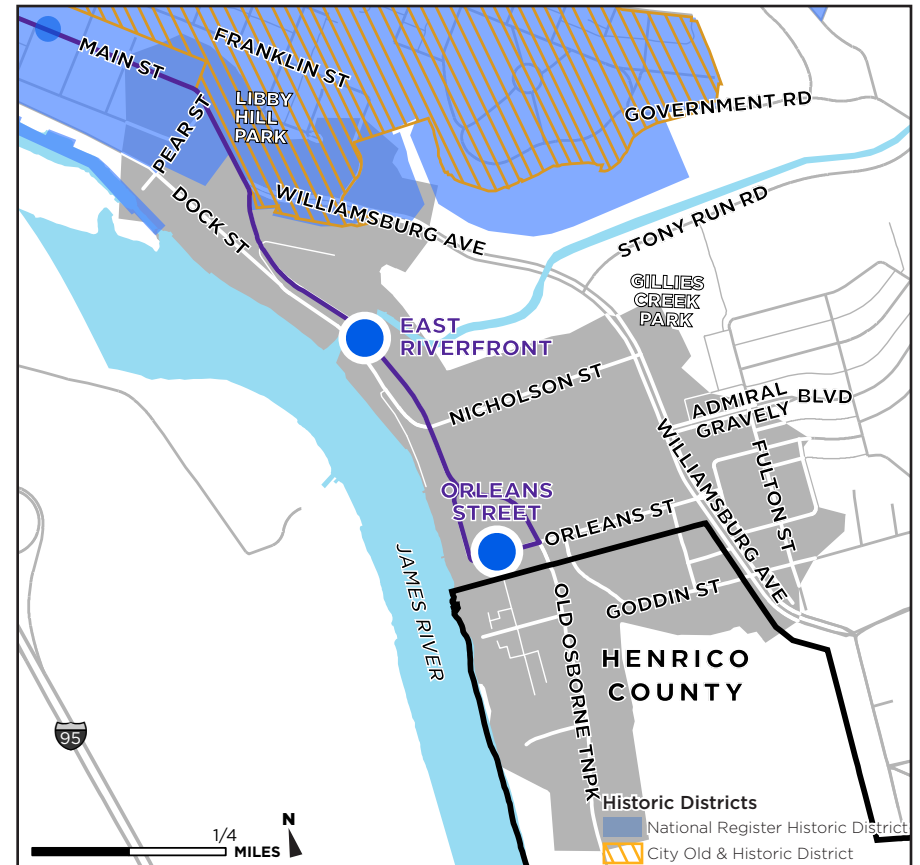 FRANKLIN ST
MAIN ST
LIBBY
HILL
PARK
PEAR ST
GOVERNMENT RD
DOCK ST
WILLIAMSBURG AVE
STONY RUN RD
GILLIES
CREEK
PARK
EAST
RIVERFRONT
NICHOLSON ST
ADMIRAL
GRAVELY
BLVD
WILLIAMSBURG AVE
FULTON ST
ORLEANS
STREET
ORLEANS ST
JAMES RIVER
OLD OSBORNE TNPK
GODDIN ST
HENRICO
COUNTY
95
1/4
MILES
N
Historic Districts
National Register Historic District
City Old & Historic District